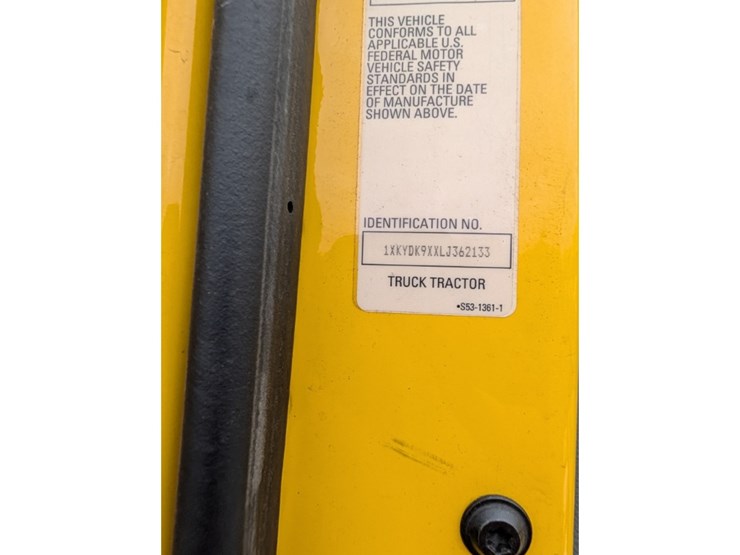 THIS VEHICLE
CONFORMS TO ALL
APPLICABLE U.S.
FEDERAL MOTOR
VEHICLE SAFETY
STANDARDS IN
EFFECT ON THE DATE
OF MANUFACTURE
SHOWN ABOVE.
IDENTIFICATION NO.
1XKYDK9XXLJ362133
TRUCK TRACTOR
•S53-1361-1